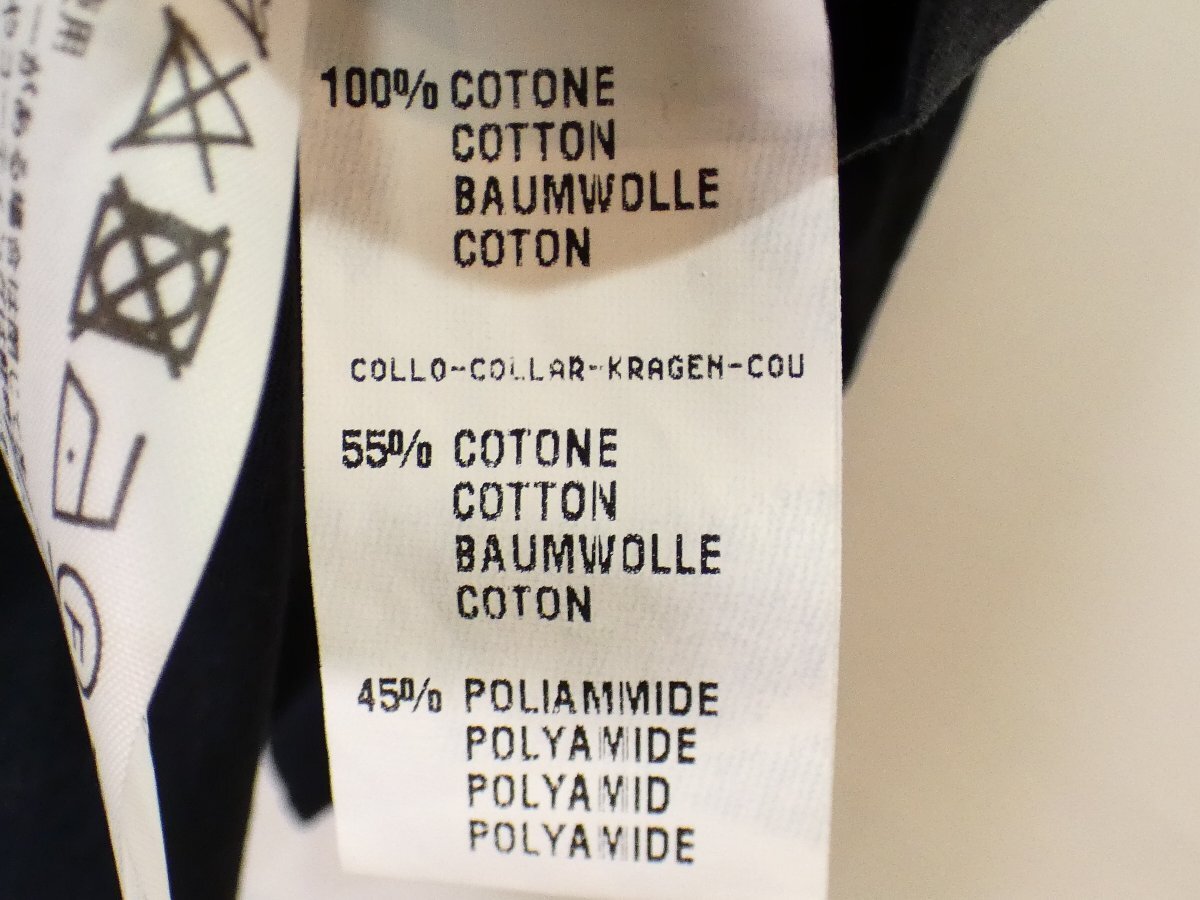 100% COTONE
COTTON
BAUMWOLLE
COTON
COLLO-COLLAR-KRAGEN-COU
55% COTONE
COTTON
BAUMWOLLE
COTON
45% POLIAMMIDE
POLYAMIDE
POLYAMID
POLYAMIDE
F